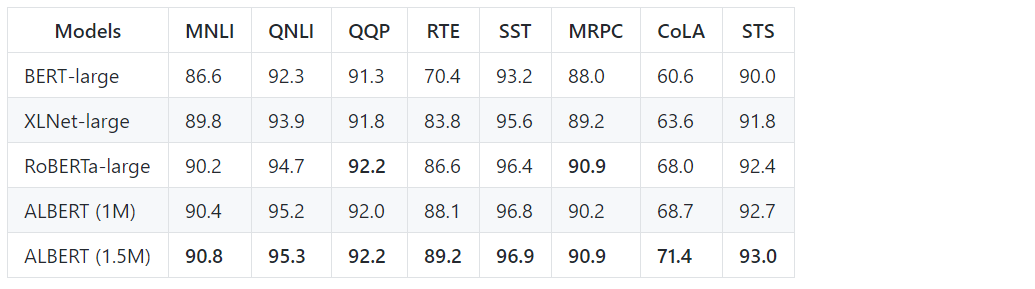 Models MNLI QNLI QQP RTE SST MRPC CoLA STS
BERT-large 86.6 92.3 91.3 70.4 93.2 88.0 60.6 90.0
XLNet-large 89.8 93.9 91.8 83.8 95.6 89.2 63.6 91.8
RoBERTa-large 90.2 94.7 92.2 86.6 96.4 90.9 68.0 92.4
ALBERT (1M) 90.4 95.2 92.0 88.1 96.8 90.2 68.7 92.7
ALBERT (1.5M) 90.8 95.3 92.2 89.2 96.9 90.9 71.4 93.0